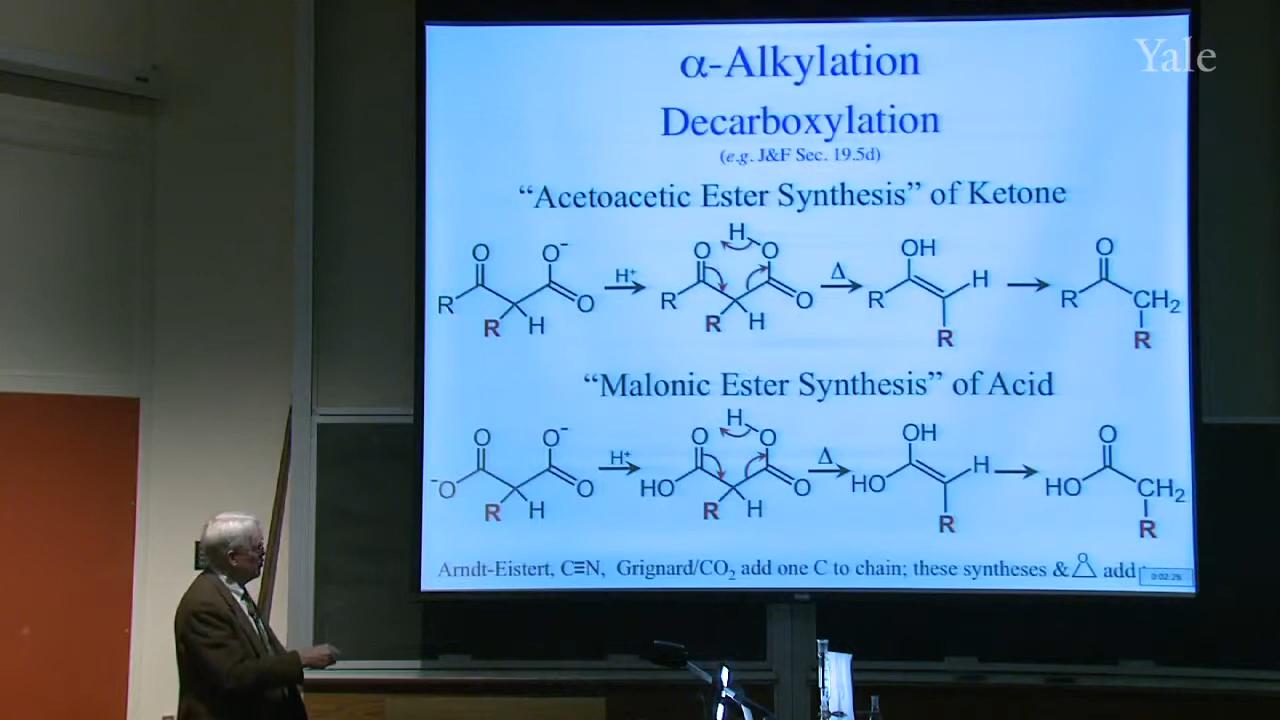 Yale
α-Alkylation
Decarboxylation
(e.g. J&F Sec. 19.5d)
“Acetoacetic Ester Synthesis” of Ketone
O O⁻ H O O OH H O
R O H⁺ R O Δ R R CH₂
R H R H R R
“Malonic Ester Synthesis” of Acid
O O⁻ H O O OH H O
⁻O O H⁺ HO O Δ HO HO CH₂
R H R H R R
Arndt-Eistert, C≡N, Grignard/CO₂ add one C to chain; these syntheses & O add